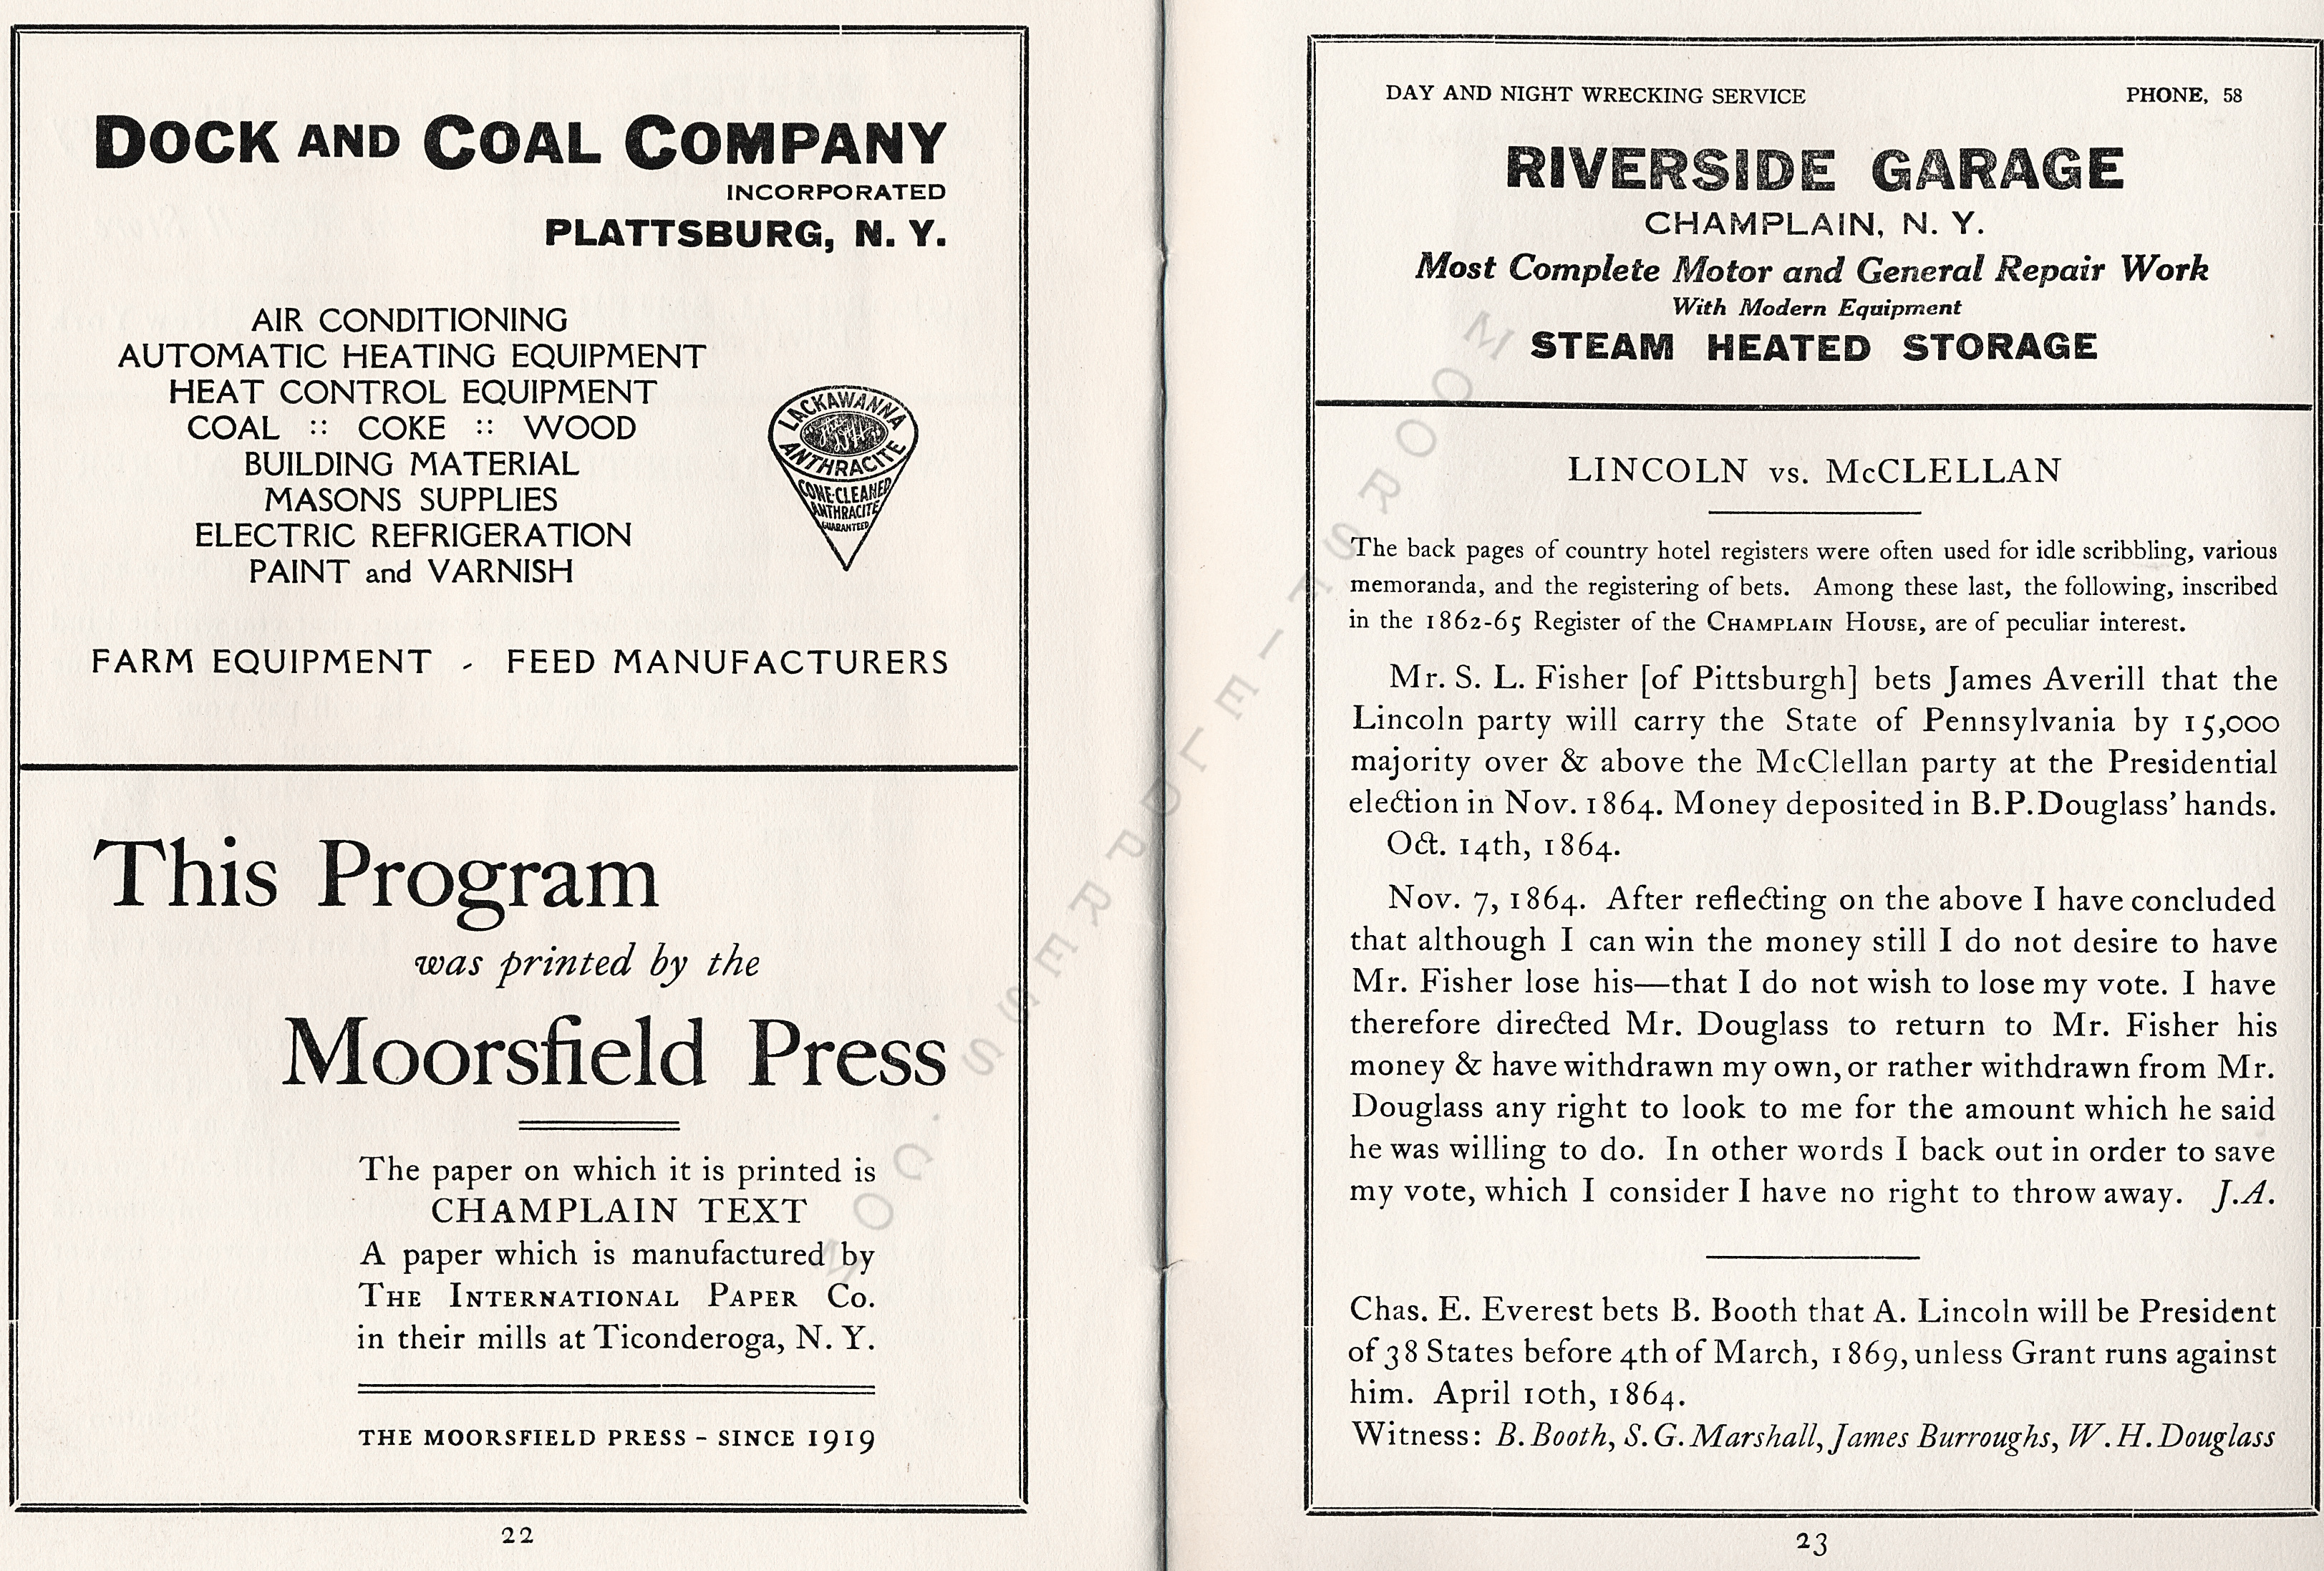 DOCK AND COAL COMPANY
INCORPORATED
PLATTSBURG, N. Y.
AIR CONDITIONING
AUTOMATIC HEATING EQUIPMENT
HEAT CONTROL EQUIPMENT
COAL :: COKE :: WOOD
BUILDING MATERIAL
MASONS SUPPLIES
ELECTRIC REFRIGERATION
PAINT and VARNISH
LACKAWANNA
ANTHRACITE
CONE-CLEANED
ANTHRACITE
GUARANTEED
FARM EQUIPMENT - FEED MANUFACTURERS
This Program
was printed by the
Moorsfield Press
The paper on which it is printed is
CHAMPLAIN TEXT
A paper which is manufactured by
THE INTERNATIONAL PAPER Co.
in their mills at Ticonderoga, N. Y.
THE MOORSFIELD PRESS - SINCE 1919
22
DAY AND NIGHT WRECKING SERVICE PHONE, 58
RIVERSIDE GARAGE
CHAMPLAIN, N. Y.
Most Complete Motor and General Repair Work
With Modern Equipment
STEAM HEATED STORAGE
LINCOLN vs. McCLELLAN
The back pages of country hotel registers were often used for idle scribbling, various
memoranda, and the registering of bets. Among these last, the following, inscribed
in the 1862-65 Register of the CHAMPLAIN HOUSE, are of peculiar interest.
Mr. S. L. Fisher [of Pittsburgh] bets James Averill that the
Lincoln party will carry the State of Pennsylvania by 15,000
majority over & above the McClellan party at the Presidential
election in Nov. 1864. Money deposited in B.P.Douglass' hands.
Oct. 14th, 1864.
Nov. 7, 1864. After reflecting on the above I have concluded
that although I can win the money still I do not desire to have
Mr. Fisher lose his—that I do not wish to lose my vote. I have
therefore directed Mr. Douglass to return to Mr. Fisher his
money & have withdrawn my own, or rather withdrawn from Mr.
Douglass any right to look to me for the amount which he said
he was willing to do. In other words I back out in order to save
my vote, which I consider I have no right to throw away. J.A.
Chas. E. Everest bets B. Booth that A. Lincoln will be President
of 38 States before 4th of March, 1869, unless Grant runs against
him. April 10th, 1864.
Witness: B. Booth, S. G. Marshall, James Burroughs, W. H. Douglass
23
MOORSFIELDPRESS.COM